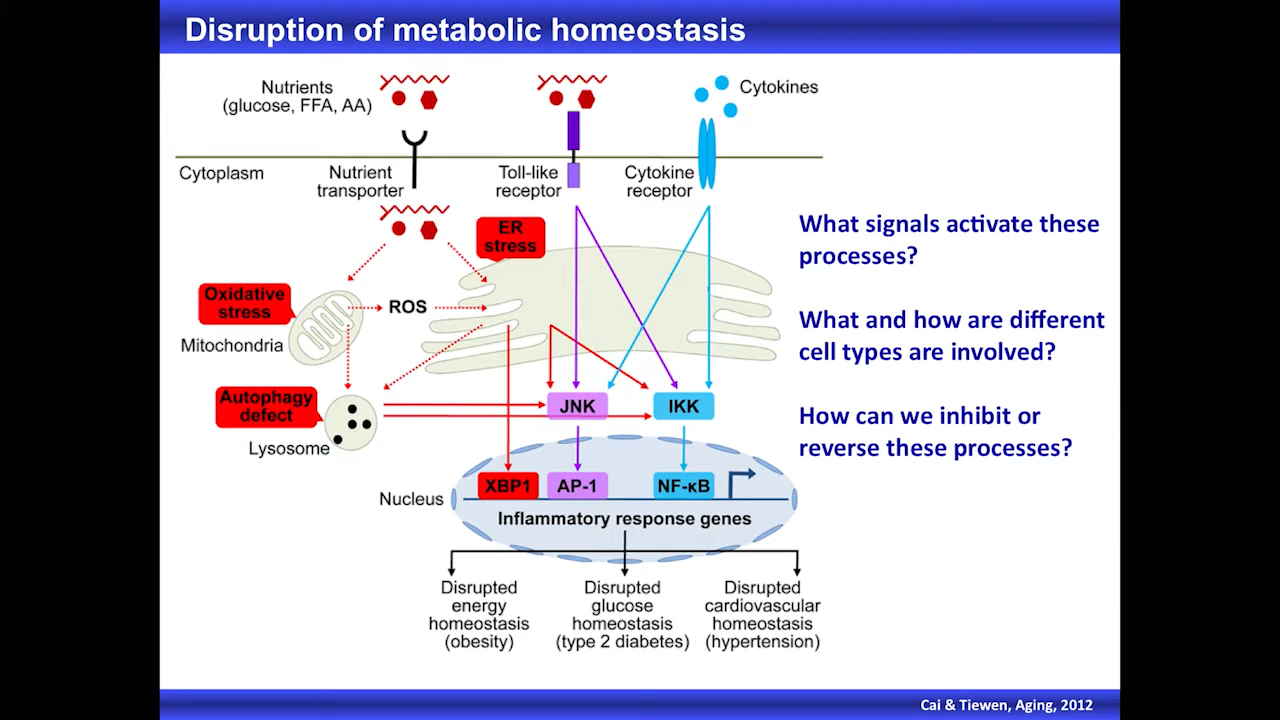 Disruption of metabolic homeostasis
Nutrients
(glucose, FFA, AA)
Cytokines
Cytoplasm
Nutrient
transporter
Toll-like
receptor
Cytokine
receptor
ER
stress
Oxidative
stress
ROS
Mitochondria
Autophagy
defect
Lysosome
JNK
IKK
Nucleus
XBP1
AP-1
NF-κB
Inflammatory response genes
Disrupted
energy
homeostasis
(obesity)
Disrupted
glucose
homeostasis
(type 2 diabetes)
Disrupted
cardiovascular
homeostasis
(hypertension)
What signals activate these
processes?
What and how are different
cell types are involved?
How can we inhibit or
reverse these processes?
Cai & Tiewen, Aging, 2012